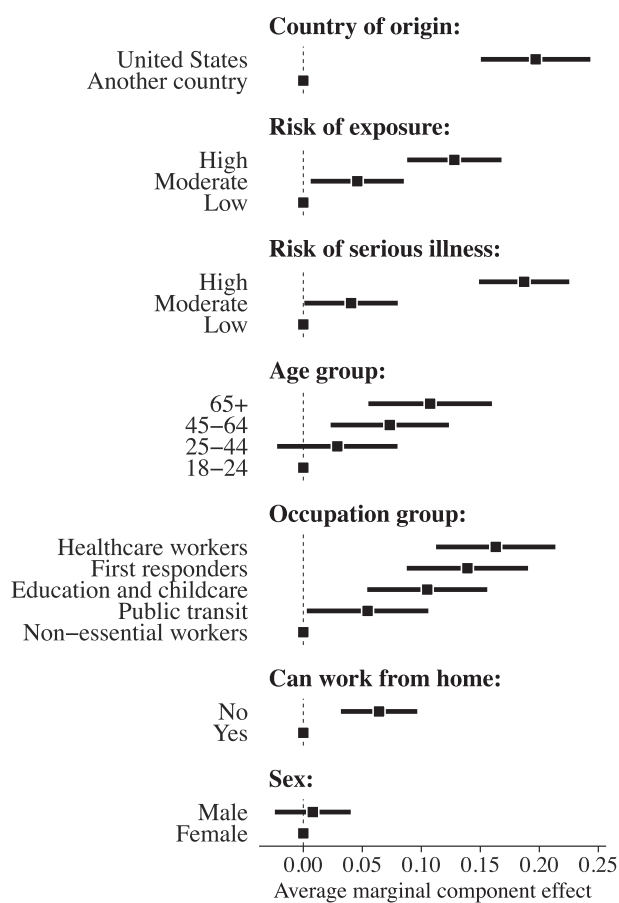 Country of origin:
United States
Another country
Risk of exposure:
High
Moderate
Low
Risk of serious illness:
High
Moderate
Low
Age group:
65+
45−64
25−44
18−24
Occupation group:
Healthcare workers
First responders
Education and childcare
Public transit
Non−essential workers
Can work from home:
No
Yes
Sex:
Male
Female
0.00 0.05 0.10 0.15 0.20 0.25
Average marginal component effect